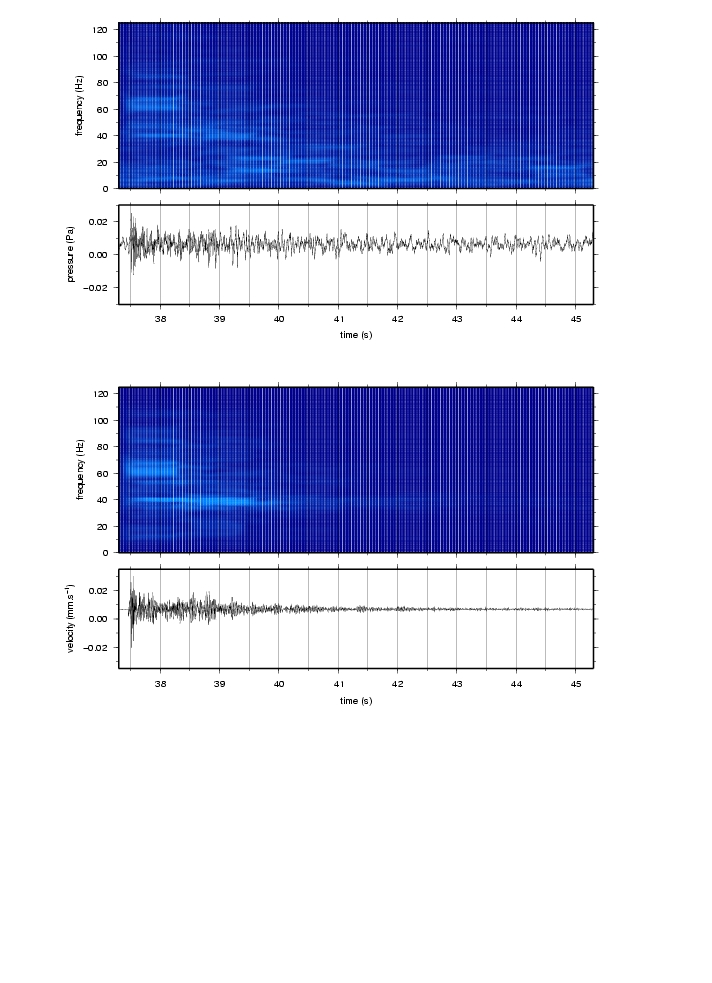 120
100
80
60
40
20
0
frequency (Hz)
0.02
0.00
−0.02
pressure (Pa)
38 39 40 41 42 43 44 45
time (s)
120
100
80
60
40
20
0
frequency (Hz)
0.02
0.00
−0.02
velocity (mm.s⁻¹)
38 39 40 41 42 43 44 45
time (s)